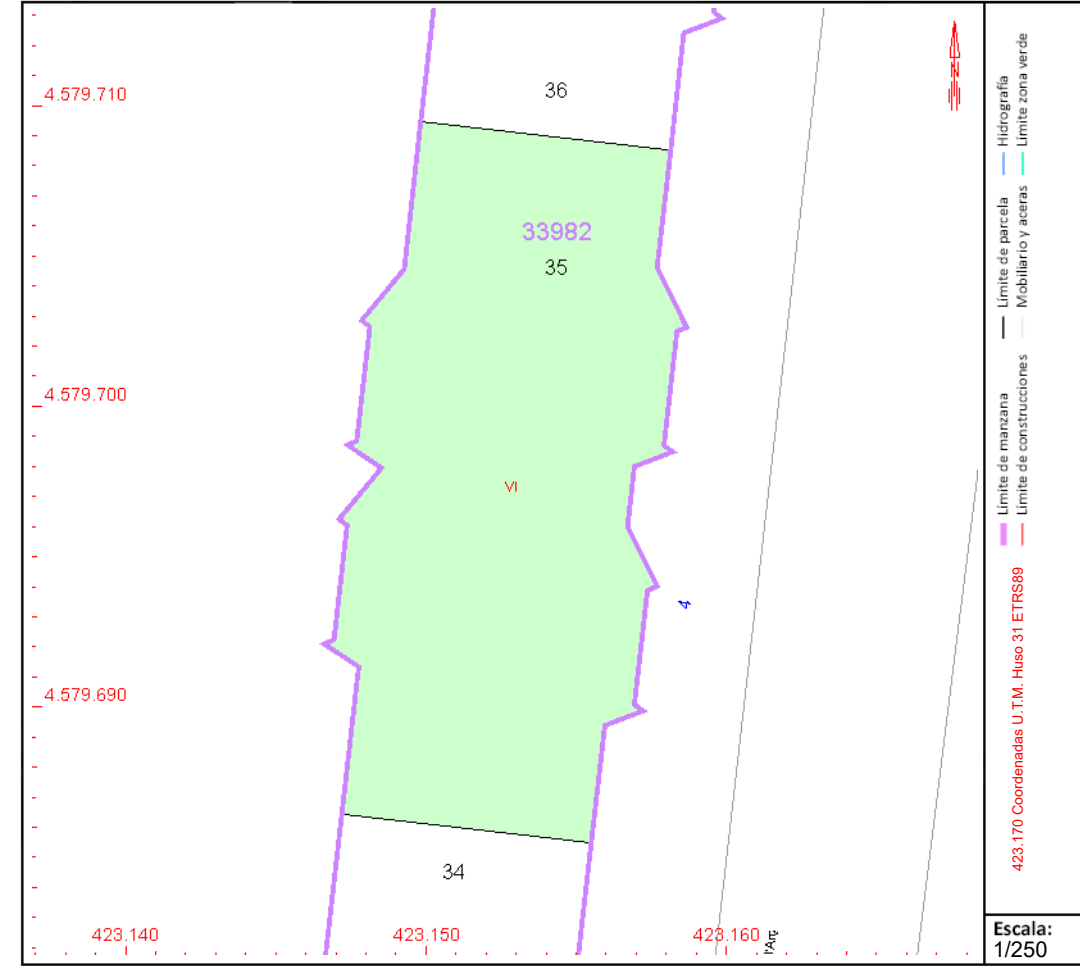 36
4.579.710
33982
35
4.579.700
VI
4
4.579.690
34
423.140
423.150
423.160
l'Arç
N
Límite de manzana
Límite de parcela
Hidrografía
Límite de construcciones
Mobiliario y aceras
Límite zona verde
423.170 Coordenadas U.T.M. Huso 31 ETRS89
Escala:
1/250